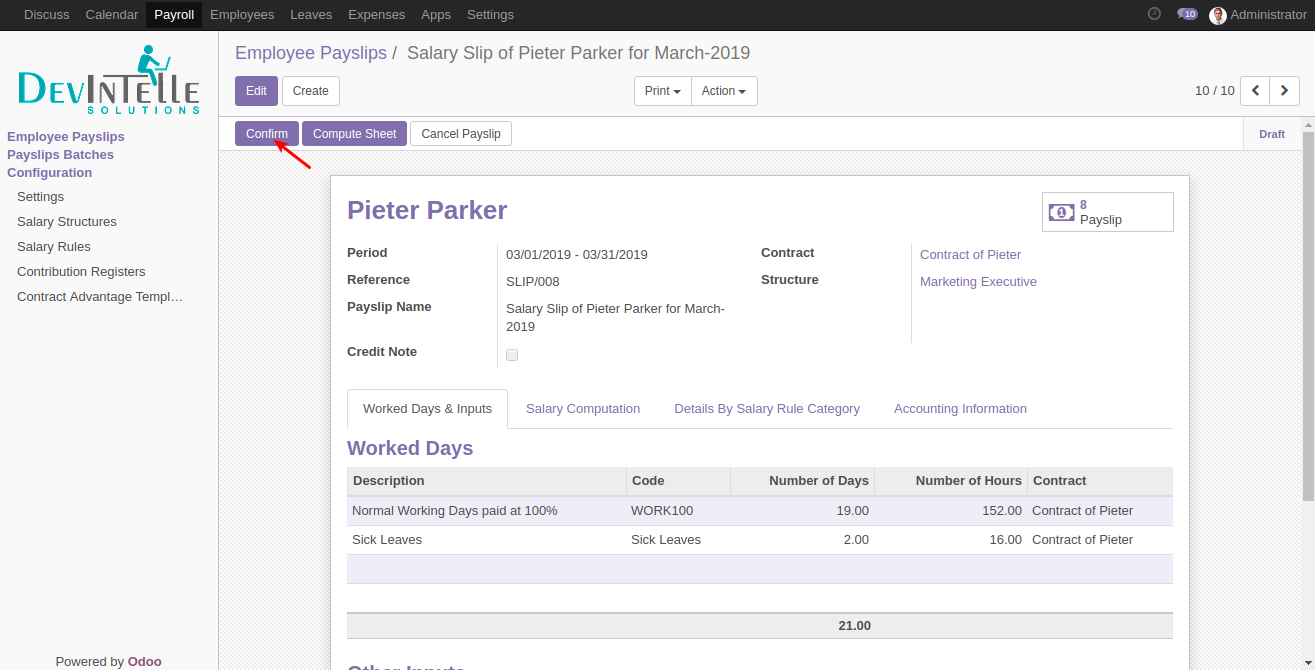 Discuss Calendar Payroll Employees Leaves Expenses Apps Settings 10 Administrator
DEVINTELLE
SOLUTIONS
Employee Payslips
Payslips Batches
Configuration
Settings
Salary Structures
Salary Rules
Contribution Registers
Contract Advantage Templ…
Powered by Odoo
Employee Payslips / Salary Slip of Pieter Parker for March-2019
Edit Create Print Action 10 / 10
Confirm Compute Sheet Cancel Payslip Draft
Pieter Parker
1 8
Payslip
Period 03/01/2019 - 03/31/2019 Contract Contract of Pieter
Reference SLIP/008 Structure Marketing Executive
Payslip Name Salary Slip of Pieter Parker for March-
2019
Credit Note
Worked Days & Inputs Salary Computation Details By Salary Rule Category Accounting Information
Worked Days
Description Code Number of Days Number of Hours Contract
Normal Working Days paid at 100% WORK100 19.00 152.00 Contract of Pieter
Sick Leaves Sick Leaves 2.00 16.00 Contract of Pieter
21.00
Other Inputs